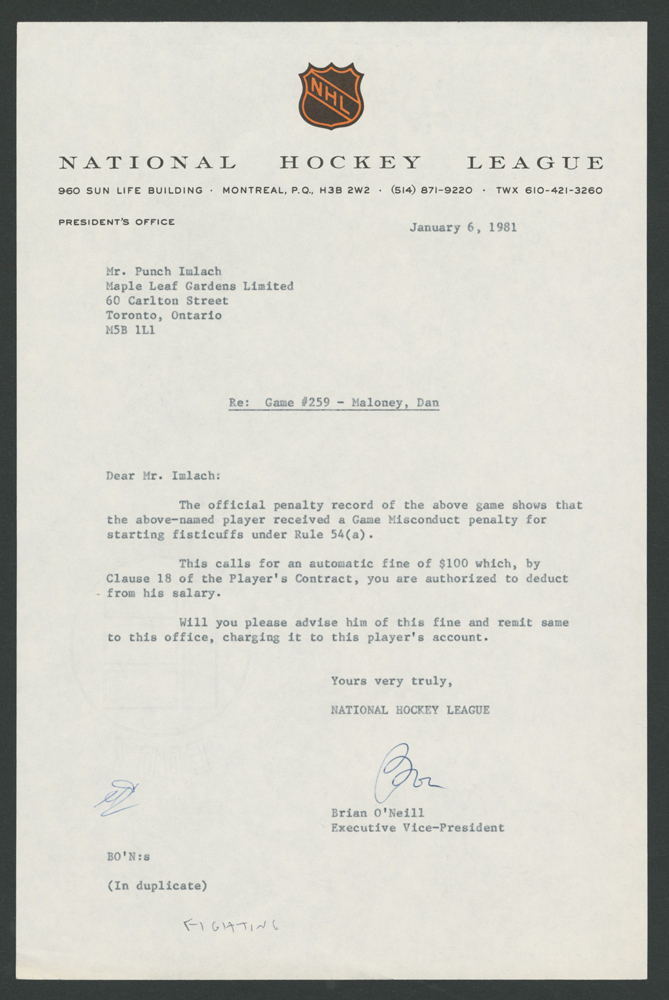 NHL
NATIONAL HOCKEY LEAGUE
960 SUN LIFE BUILDING · MONTREAL, P.Q., H3B 2W2 · (514) 871-9220 · TWX 610-421-3260
PRESIDENT'S OFFICE
January 6, 1981
Mr. Punch Imlach
Maple Leaf Gardens Limited
60 Carlton Street
Toronto, Ontario
M5B 1L1
Re: Game #259 - Maloney, Dan
Dear Mr. Imlach:
The official penalty record of the above game shows that
the above-named player received a Game Misconduct penalty for
starting fisticuffs under Rule 54(a).
This calls for an automatic fine of $100 which, by
Clause 18 of the Player's Contract, you are authorized to deduct
from his salary.
Will you please advise him of this fine and remit same
to this office, charging it to this player's account.
Yours very truly,
NATIONAL HOCKEY LEAGUE
Brian O'Neill
Executive Vice-President
BO'N:s
(In duplicate)
FIGHTING